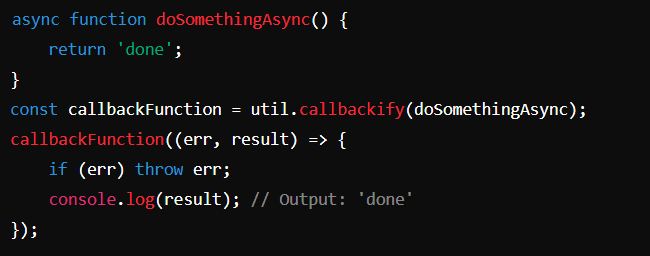 async function doSomethingAsync() {
    return 'done';
}
const callbackFunction = util.callbackify(doSomethingAsync);
callbackFunction((err, result) => {
    if (err) throw err;
    console.log(result); // Output: 'done'
});